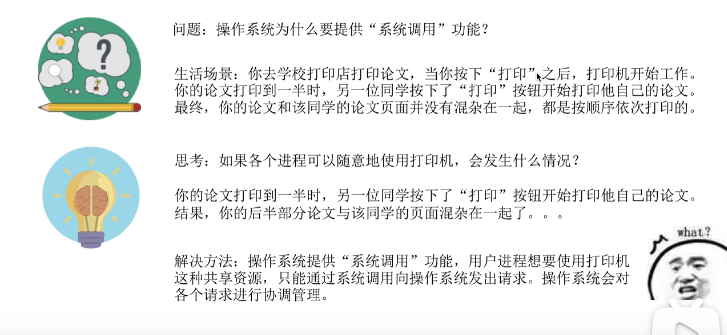 问题：操作系统为什么要提供“系统调用”功能？
生活场景：你去学校打印店打印论文，当你按下“打印”之后，打印机开始工作。
你的论文打印到一半时，另一位同学按下了“打印”按钮开始打印他自己的论文。
最终，你的论文和该同学的论文页面并没有混杂在一起，都是按顺序依次打印的。
思考：如果各个进程可以随意地使用打印机，会发生什么情况？
你的论文打印到一半时，另一位同学按下了“打印”按钮开始打印他自己的论文。
结果，你的后半部分论文与该同学的页面混杂在一起了。。。
what?
解决方法：操作系统提供“系统调用”功能，用户进程想要使用打印机
这种共享资源，只能通过系统调用向操作系统发出请求。操作系统会对
各个请求进行协调管理。